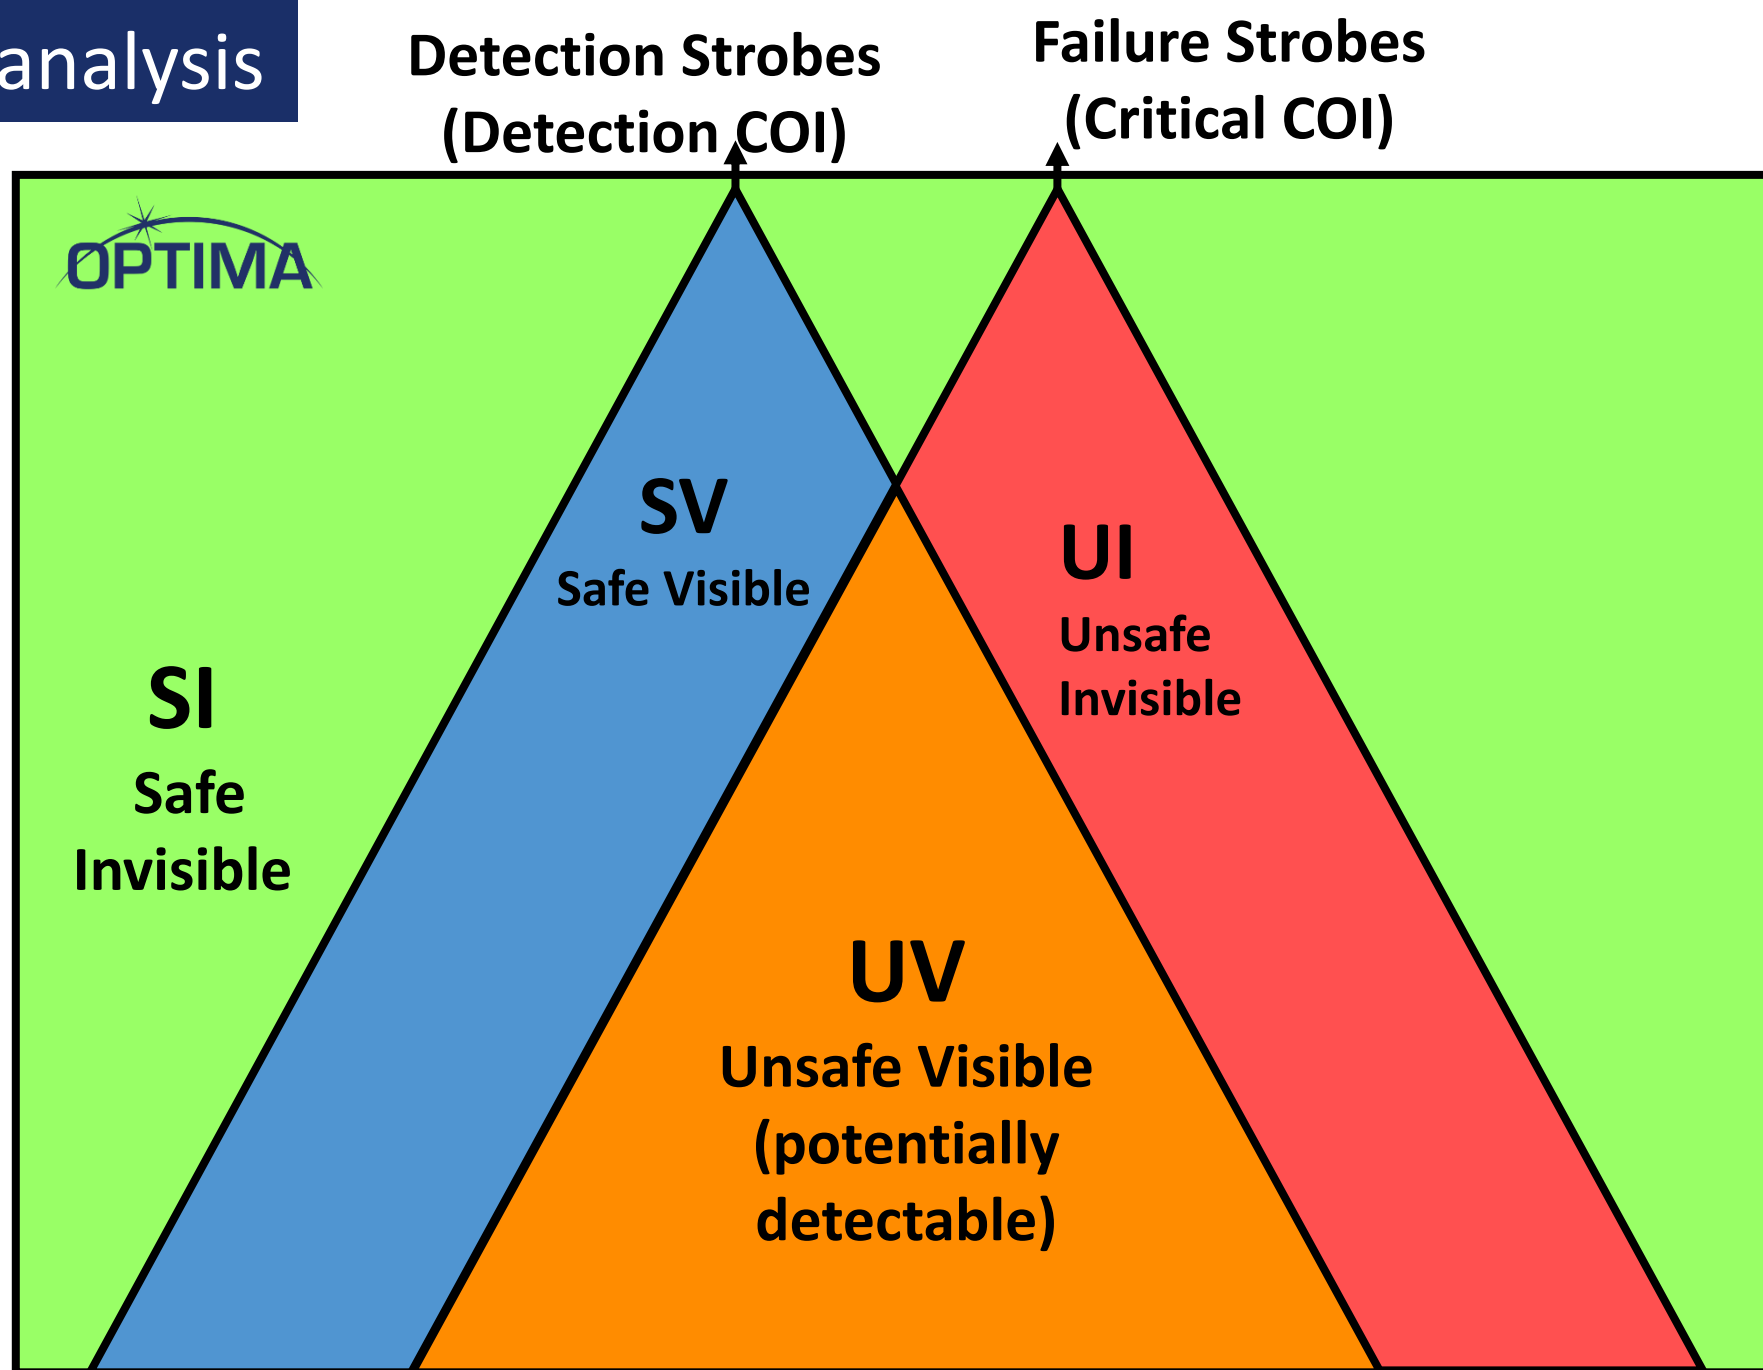 analysis
Detection Strobes
(Detection COI)
Failure Strobes
(Critical COI)
OPTIMA
SV
Safe Visible
UI
Unsafe
Invisible
SI
Safe
Invisible
UV
Unsafe Visible
(potentially
detectable)